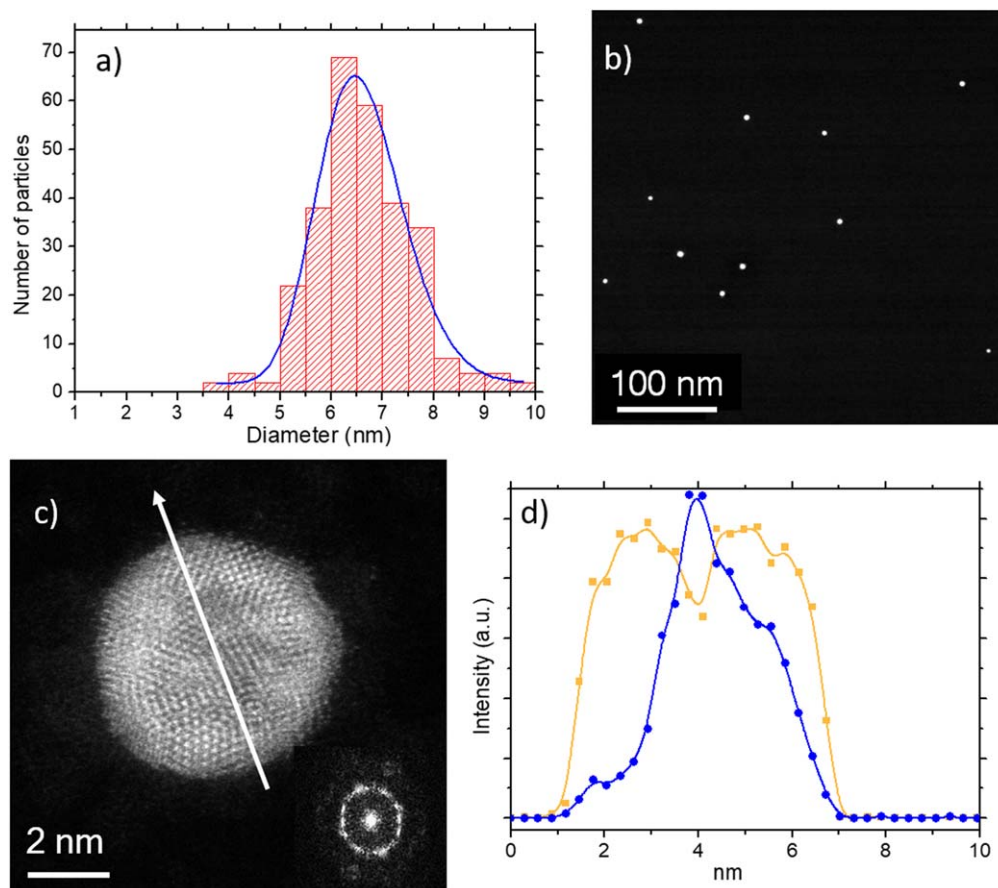 a)
70
60
50
40
30
20
10
0
Number of particles
1 2 3 4 5 6 7 8 9 10
Diameter (nm)
b)
100 nm
c)
2 nm
d)
Intensity (a.u.)
0 2 4 6 8 10
nm